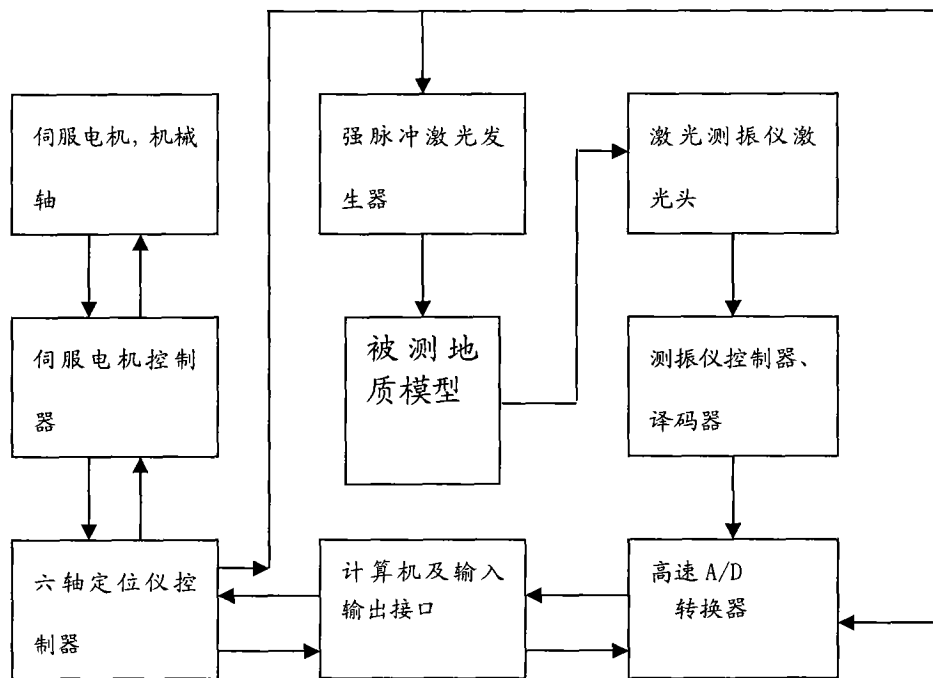 伺服电机，机械
轴
强脉冲激光发
生器
激光测振仪激
光头
伺服电机控制
器
被测地
质模型
测振仪控制器、
译码器
六轴定位仪控
制器
计算机及输入
输出接口
高速 A/D
转换器